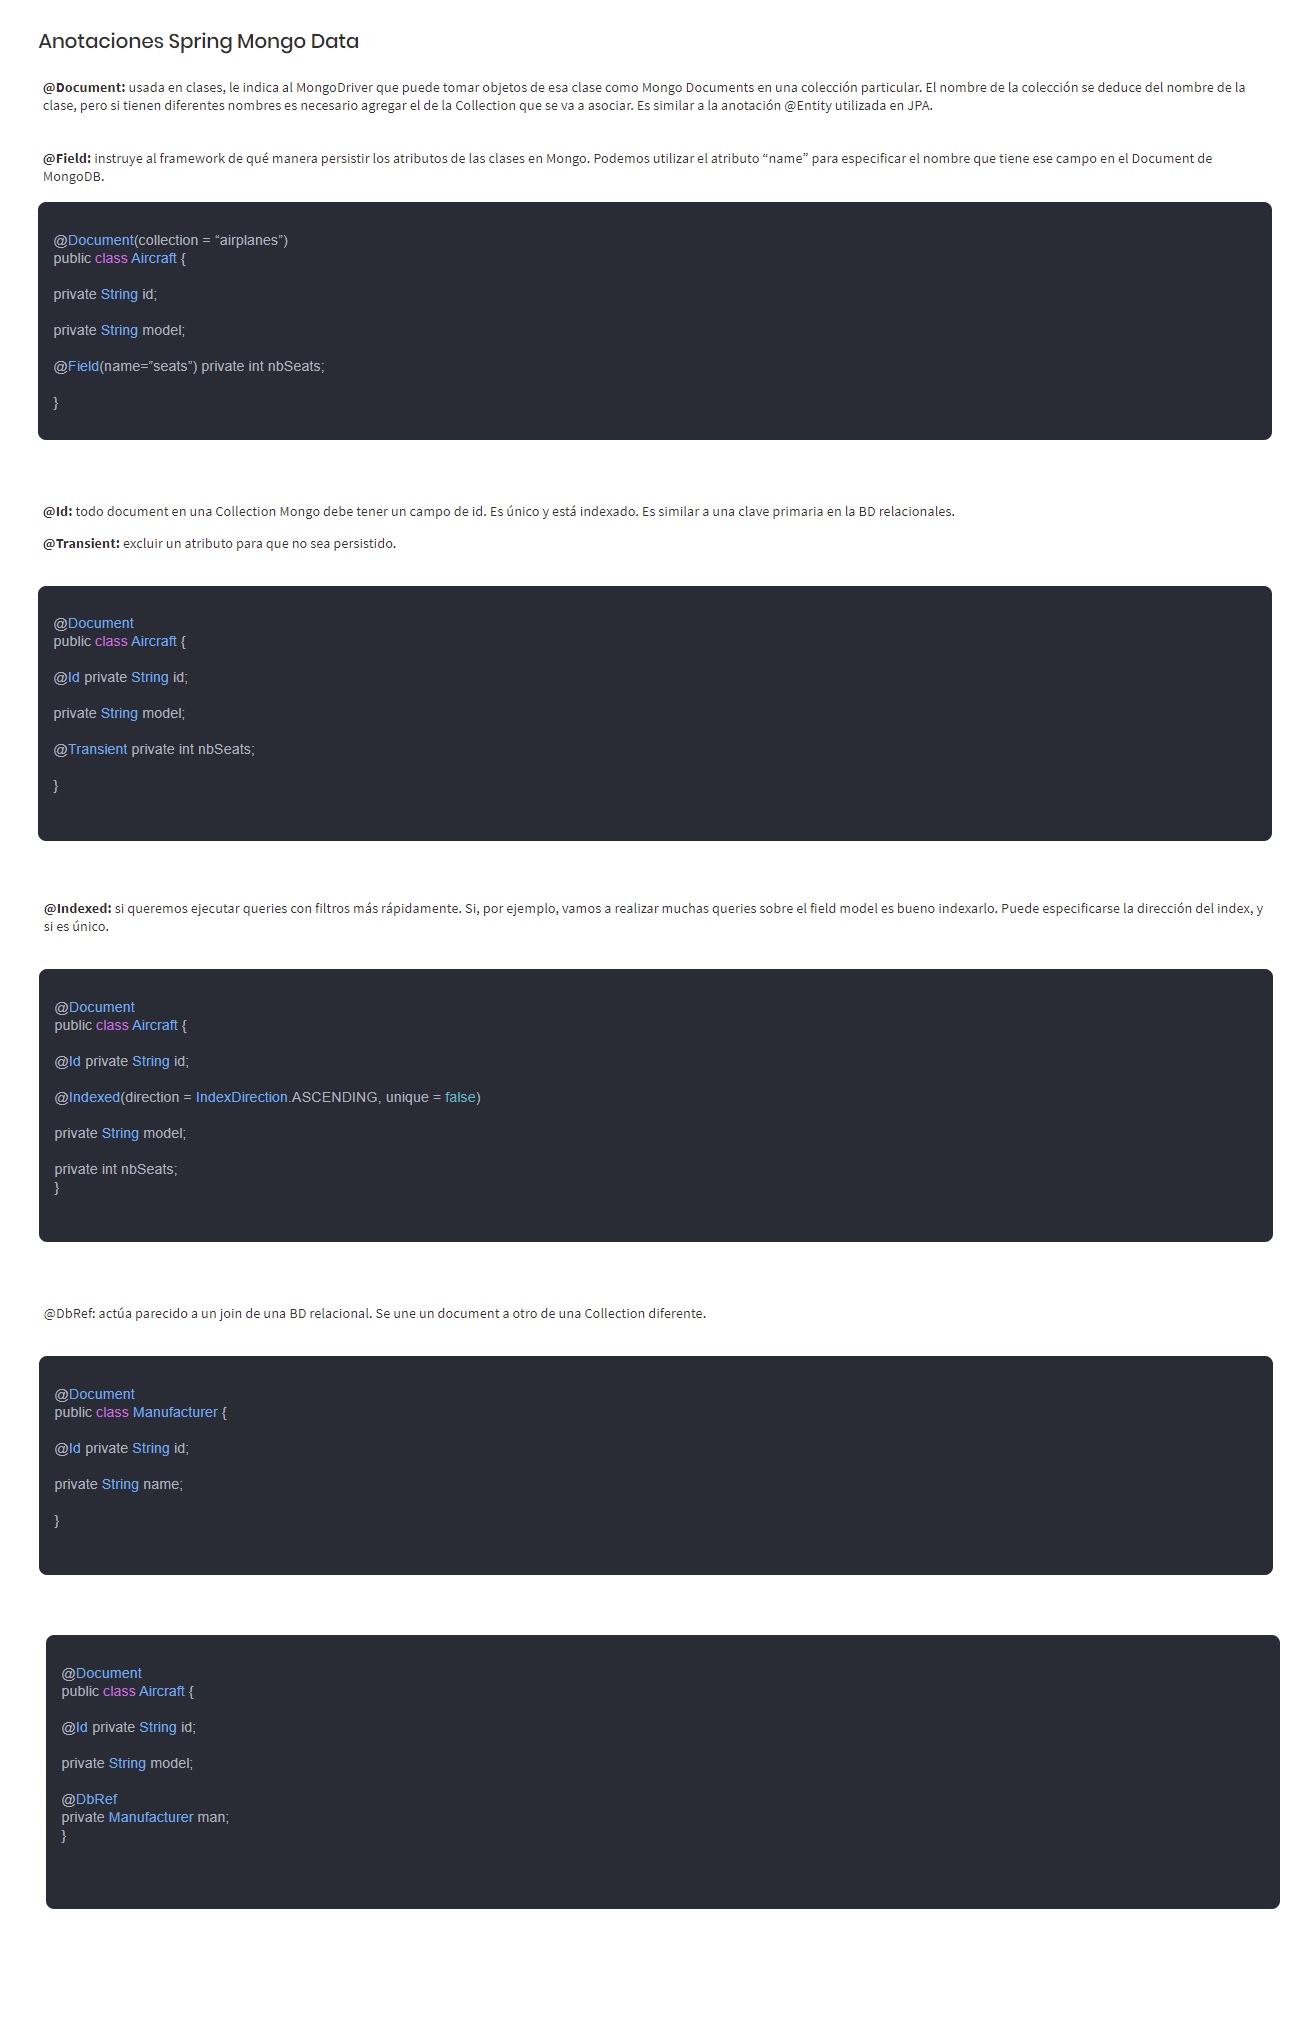 Anotaciones Spring Mongo Data
@Document: usada en clases, le indica al MongoDriver que puede tomar objetos de esa clase como Mongo Documents en una colección particular. El nombre de la colección se deduce del nombre de la
clase, pero si tienen diferentes nombres es necesario agregar el de la Collection que se va a asociar. Es similar a la anotación @Entity utilizada en JPA.
@Field: instruye al framework de qué manera persistir los atributos de las clases en Mongo. Podemos utilizar el atributo “name” para especificar el nombre que tiene ese campo en el Document de
MongoDB.
@Document(collection = “airplanes”)
public class Aircraft {
private String id;
private String model;
@Field(name=”seats”) private int nbSeats;
}
@Id: todo document en una Collection Mongo debe tener un campo de id. Es único y está indexado. Es similar a una clave primaria en la BD relacionales.
@Transient: excluir un atributo para que no sea persistido.
@Document
public class Aircraft {
@Id private String id;
private String model;
@Transient private int nbSeats;
}
@Indexed: si queremos ejecutar queries con filtros más rápidamente. Si, por ejemplo, vamos a realizar muchas queries sobre el field model es bueno indexarlo. Puede especificarse la dirección del index, y
si es único.
@Document
public class Aircraft {
@Id private String id;
@Indexed(direction = IndexDirection.ASCENDING, unique = false)
private String model;
private int nbSeats;
}
@DbRef: actúa parecido a un join de una BD relacional. Se une un document a otro de una Collection diferente.
@Document
public class Manufacturer {
@Id private String id;
private String name;
}
@Document
public class Aircraft {
@Id private String id;
private String model;
@DbRef
private Manufacturer man;
}